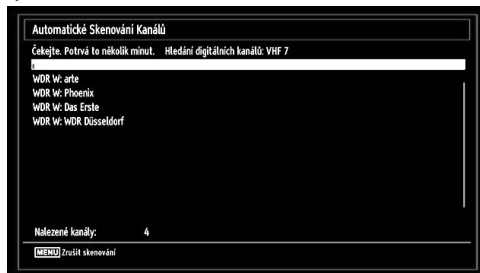 Automatické Skenování Kanálů
Čekejte. Potrvá to několik minut. Hledání digitálních kanálů: VHF 7
WDR W: arte
WDR W: Phoenix
WDR W: Das Erste
WDR W: WDR Düsseldorf
Nalezené kanály: 4
MENU Zrušit skenování